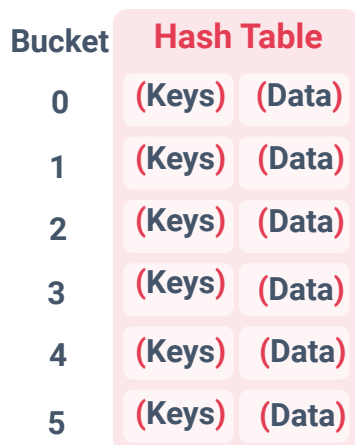 Bucket Hash Table
0 (Keys) (Data)
1 (Keys) (Data)
2 (Keys) (Data)
3 (Keys) (Data)
4 (Keys) (Data)
5 (Keys) (Data)